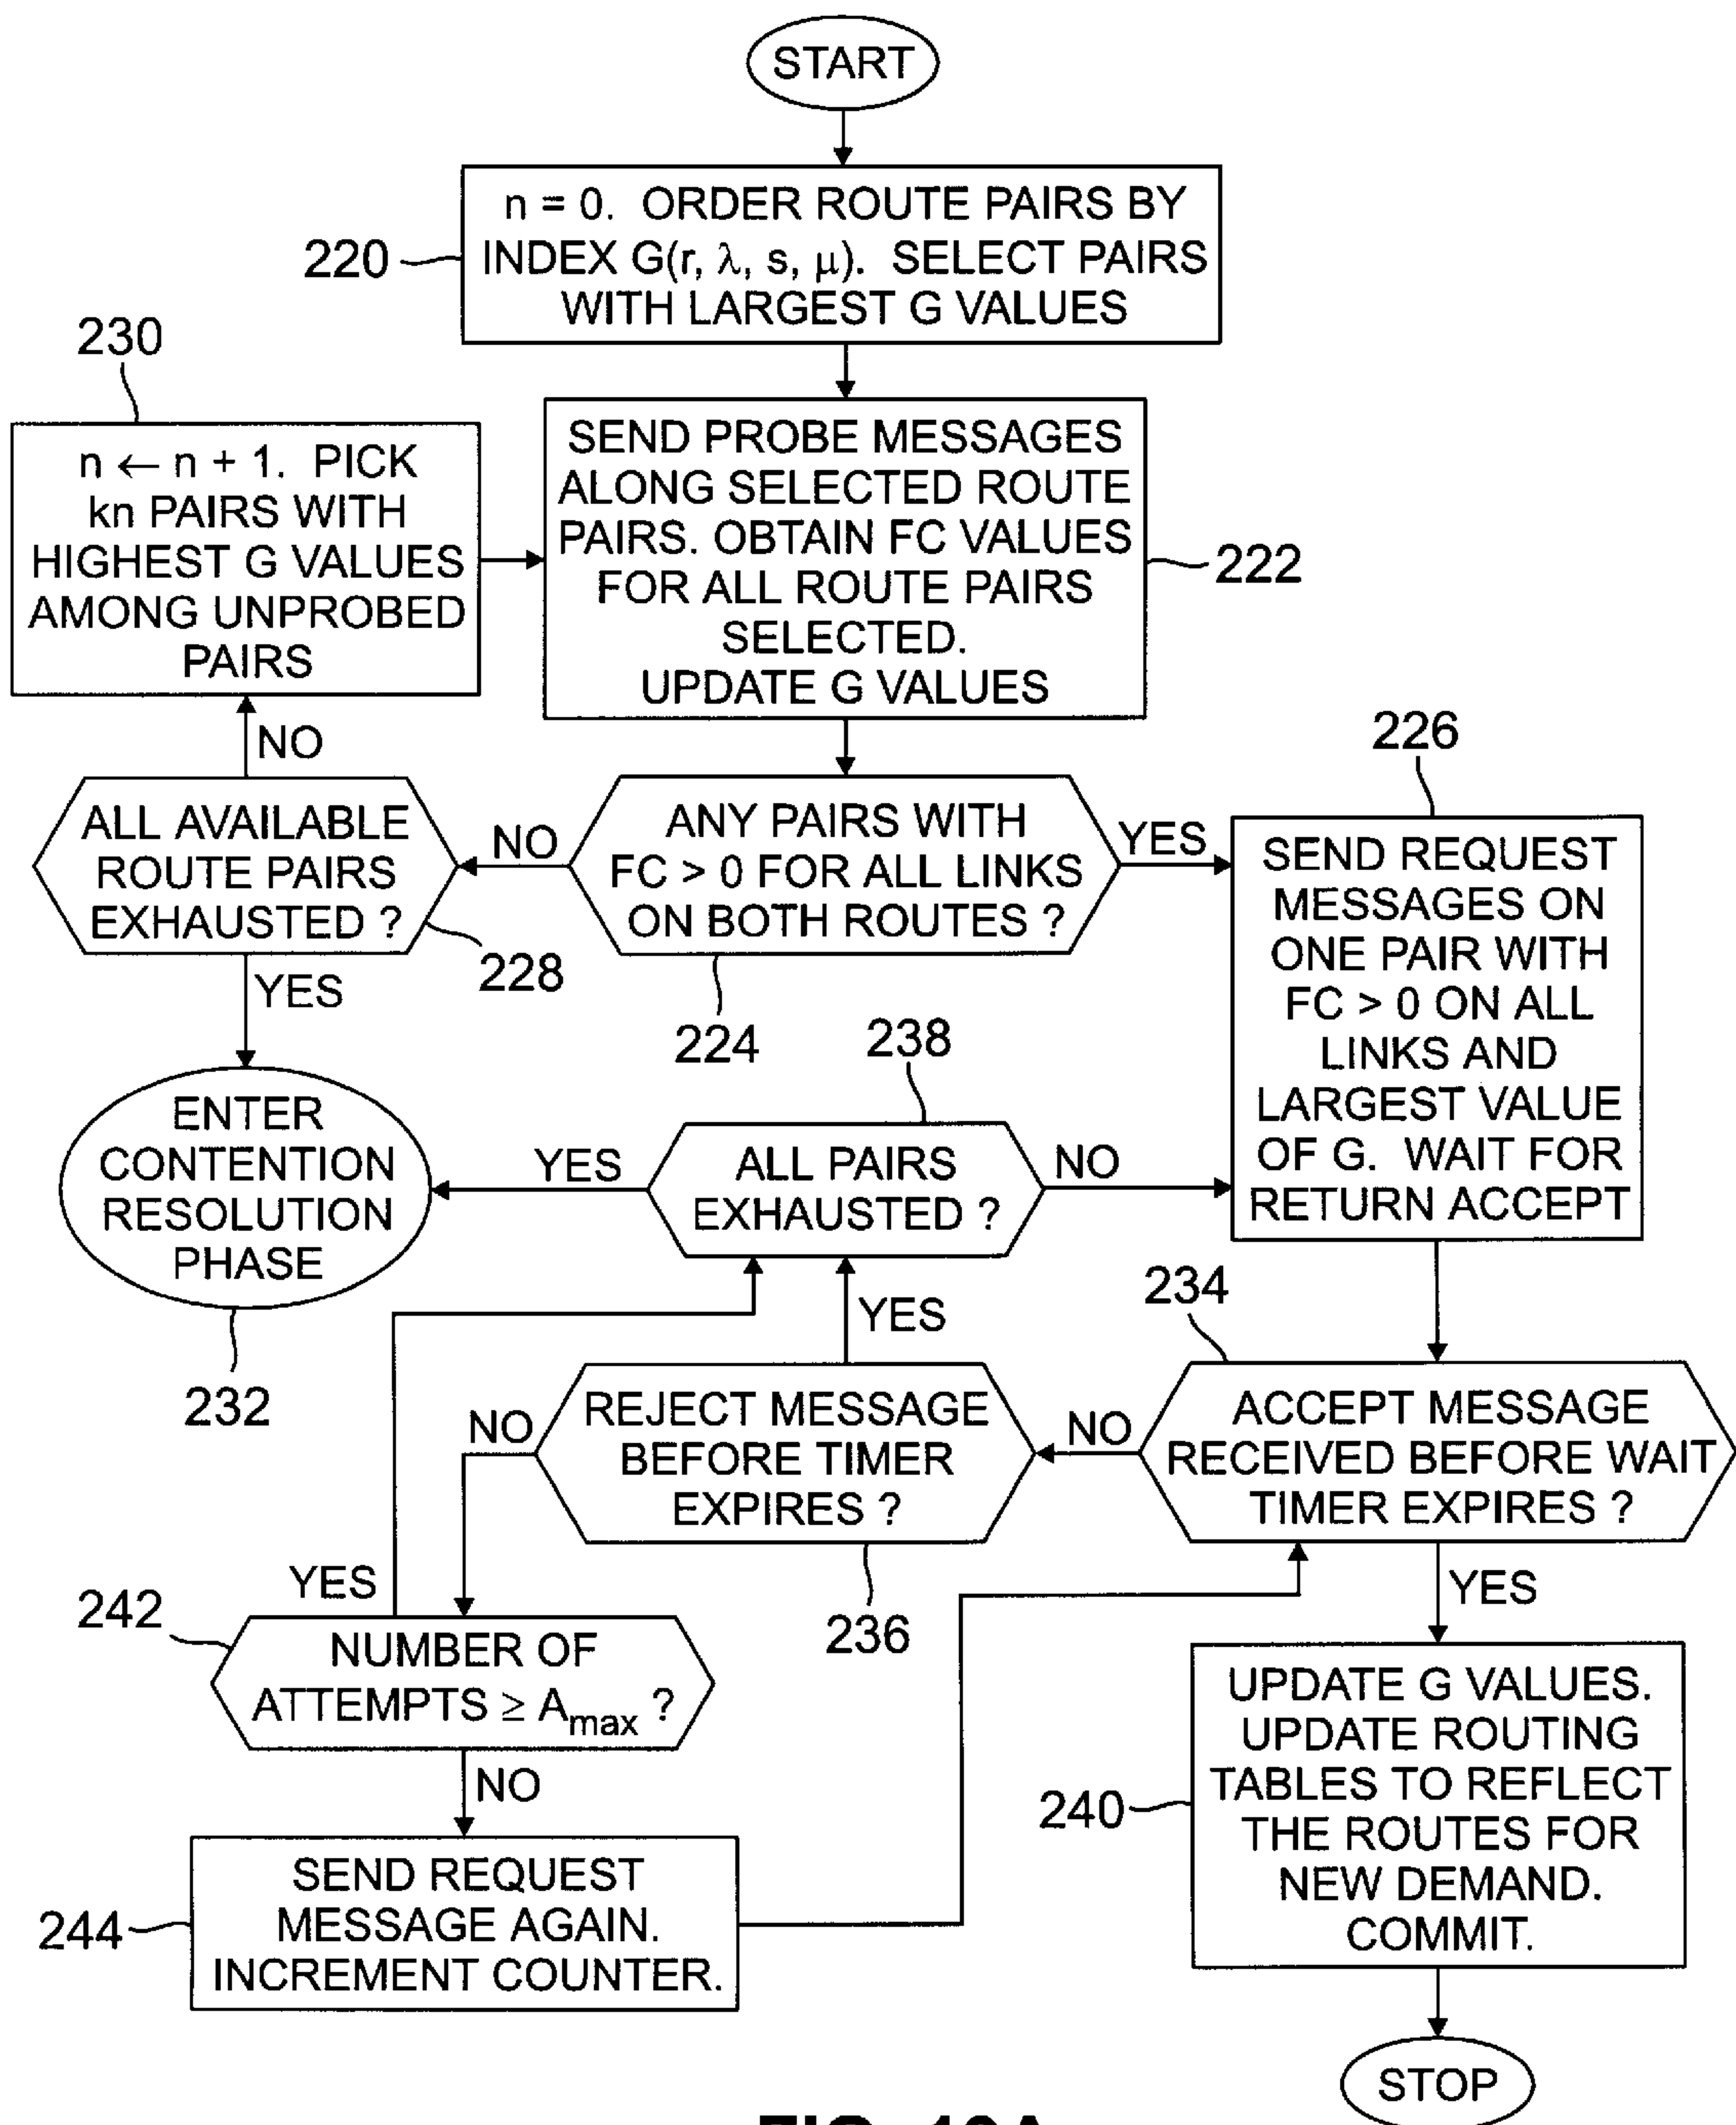 START
n = 0. ORDER ROUTE PAIRS BY
INDEX G(r, λ, s, μ). SELECT PAIRS
WITH LARGEST G VALUES
220
230
n ← n + 1. PICK
kn PAIRS WITH
HIGHEST G VALUES
AMONG UNPROBED
PAIRS
SEND PROBE MESSAGES
ALONG SELECTED ROUTE
PAIRS. OBTAIN FC VALUES
FOR ALL ROUTE PAIRS
SELECTED.
UPDATE G VALUES
222
NO
ALL AVAILABLE
ROUTE PAIRS
EXHAUSTED ?
228
NO
ANY PAIRS WITH
FC > 0 FOR ALL LINKS
ON BOTH ROUTES ?
224
YES
226
SEND REQUEST
MESSAGES ON
ONE PAIR WITH
FC > 0 ON ALL
LINKS AND
LARGEST VALUE
OF G. WAIT FOR
RETURN ACCEPT
YES
ENTER
CONTENTION
RESOLUTION
PHASE
232
YES
238
ALL PAIRS
EXHAUSTED ?
NO
YES
234
ACCEPT MESSAGE
RECEIVED BEFORE WAIT
TIMER EXPIRES ?
NO
REJECT MESSAGE
BEFORE TIMER
EXPIRES ?
236
NO
YES
242
NUMBER OF
ATTEMPTS ≥ Amax ?
NO
244
SEND REQUEST
MESSAGE AGAIN.
INCREMENT COUNTER.
YES
240
UPDATE G VALUES.
UPDATE ROUTING
TABLES TO REFLECT
THE ROUTES FOR
NEW DEMAND.
COMMIT.
STOP